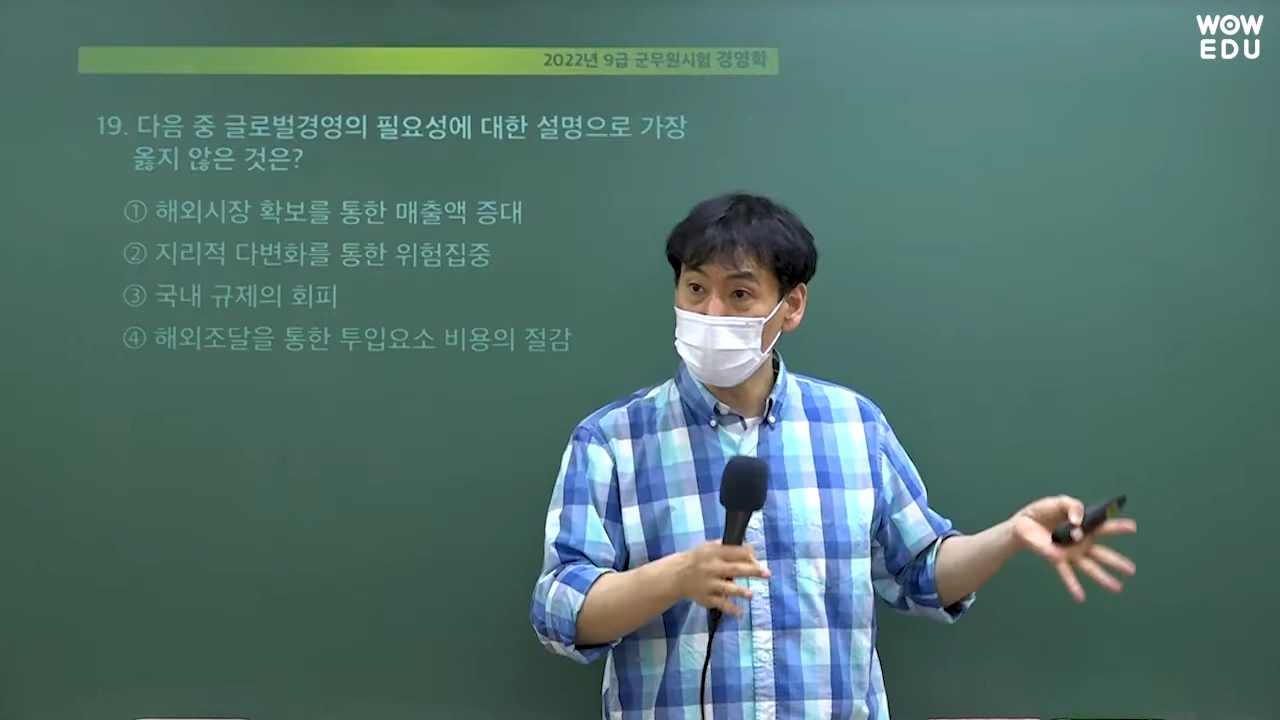 WOW
EDU
2022년 9급 군무원시험 경영학
19. 다음 중 글로벌경영의 필요성에 대한 설명으로 가장
옳지 않은 것은?
① 해외시장 확보를 통한 매출액 증대
② 지리적 다변화를 통한 위험집중
③ 국내 규제의 회피
④ 해외조달을 통한 투입요소 비용의 절감